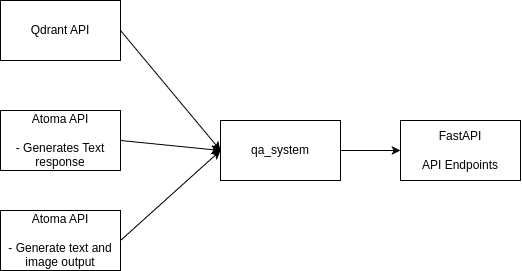 Qdrant API
Atoma API
- Generates Text
response
Atoma API
- Generate text and
image output
qa_system
FastAPI
API Endpoints